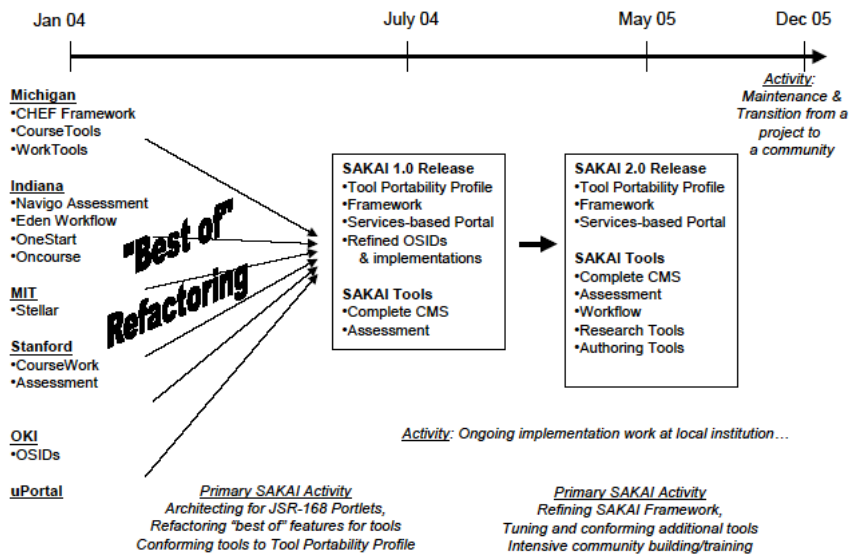 Jan 04
July 04
May 05
Dec 05
Activity:
Maintenance &
Transition from a
project to
a community
Michigan
•CHEF Framework
•CourseTools
•WorkTools
Indiana
•Navigo Assessment
•Eden Workflow
•OneStart
•Oncourse
MIT
•Stellar
Stanford
•CourseWork
•Assessment
OKI
•OSIDs
uPortal
"Best of"
Refactoring
SAKAI 1.0 Release
•Tool Portability Profile
•Framework
•Services-based Portal
•Refined OSIDs
& implementations
SAKAI Tools
•Complete CMS
•Assessment
SAKAI 2.0 Release
•Tool Portability Profile
•Framework
•Services-based Portal
SAKAI Tools
•Complete CMS
•Assessment
•Workflow
•Research Tools
•Authoring Tools
Activity: Ongoing implementation work at local institution…
Primary SAKAI Activity
Architecting for JSR-168 Portlets,
Refactoring “best of” features for tools
Conforming tools to Tool Portability Profile
Primary SAKAI Activity
Refining SAKAI Framework,
Tuning and conforming additional tools
Intensive community building/training